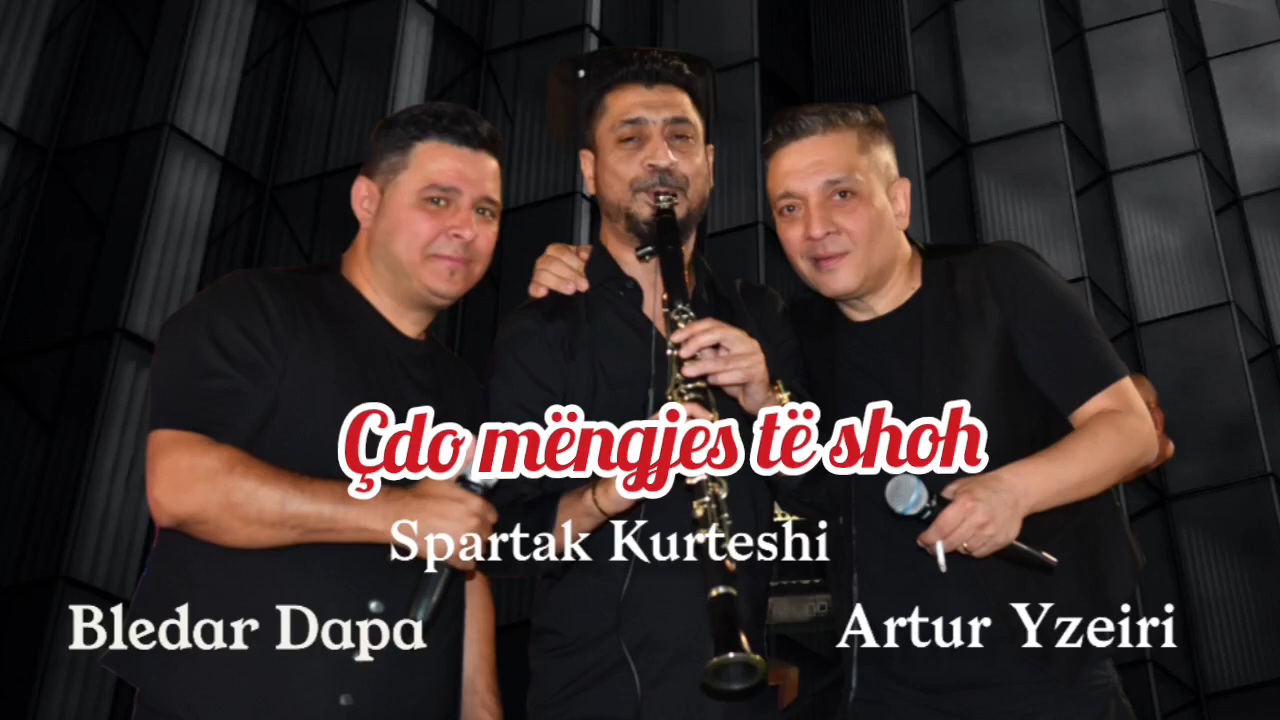 Çdo mëngjes të shoh
Spartak Kurteshi
Bledar Dapa
Artur Yzeiri